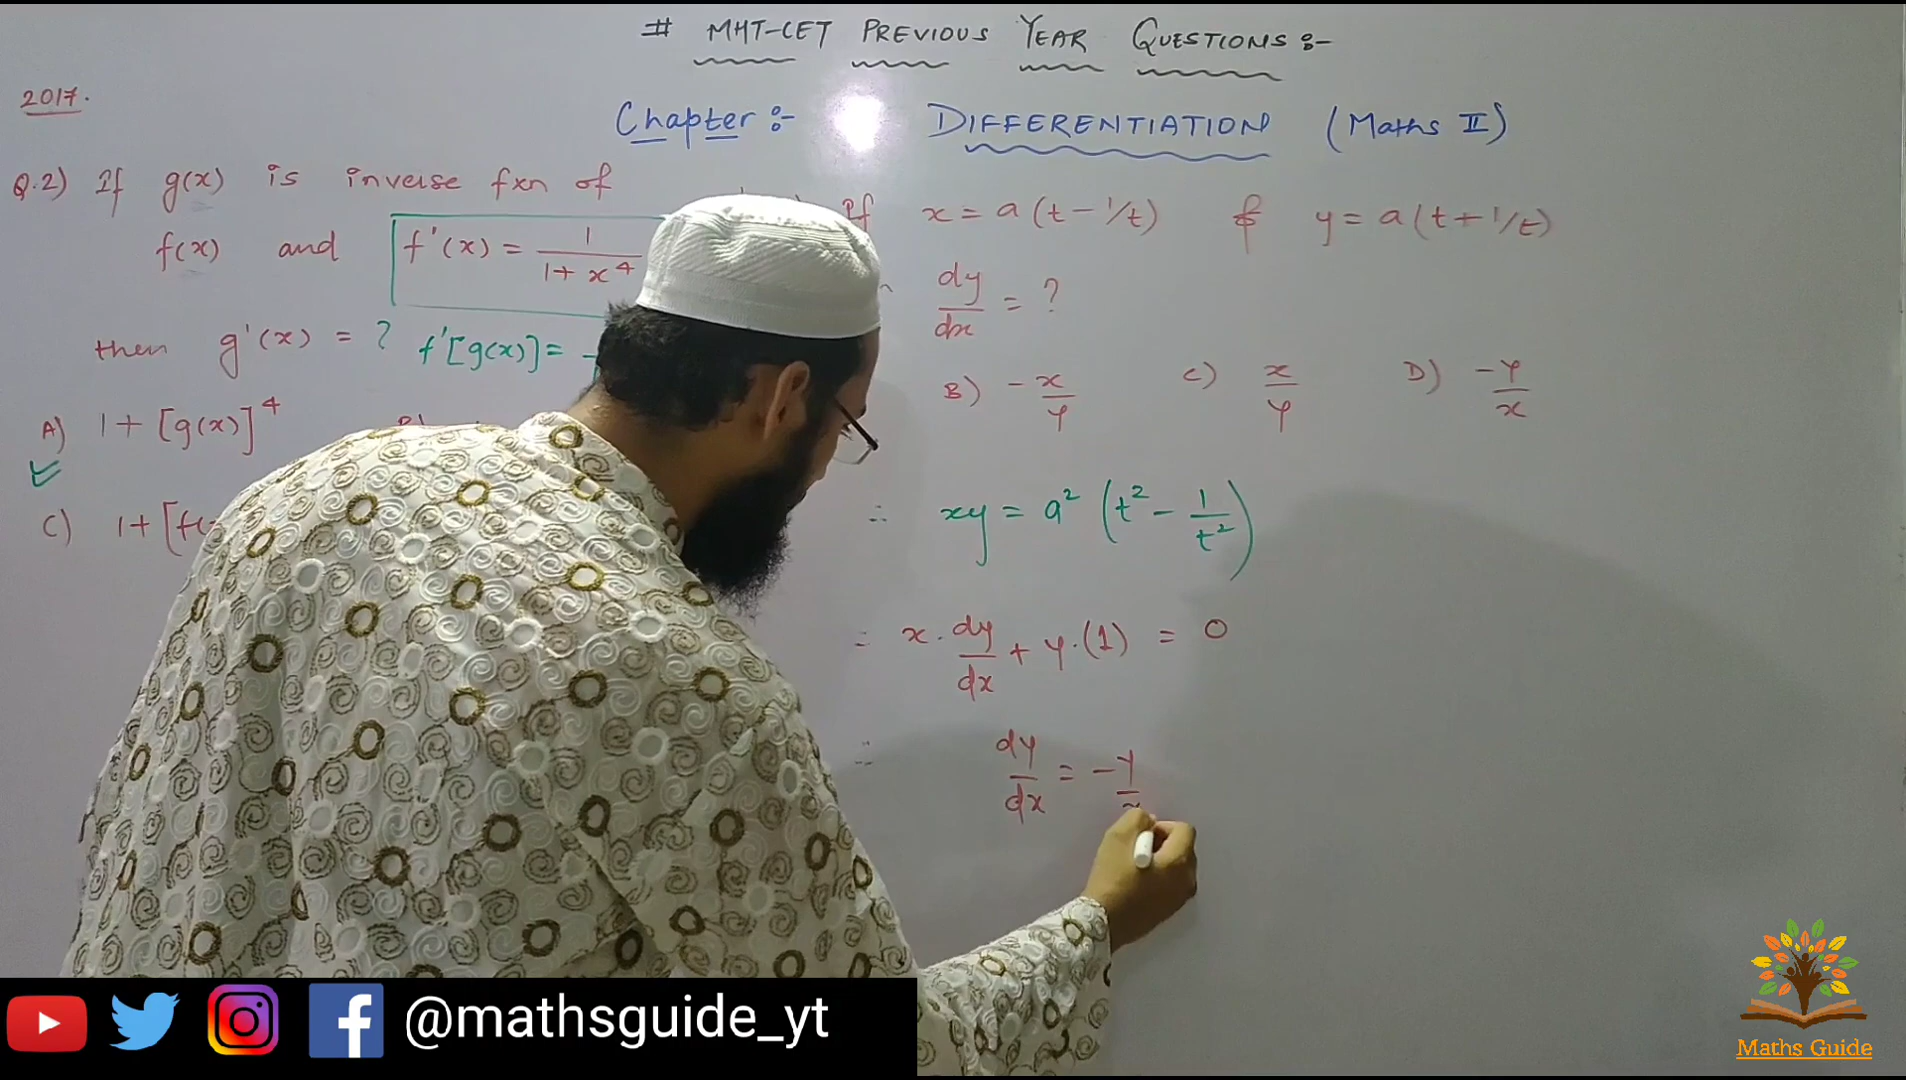 # MHT-CET PREVIOUS YEAR QUESTIONS :-
Chapter :- DIFFERENTIATION (Maths II)
2017.
Q.2) If g(x) is inverse fxn of
f(x) and f'(x) = 1/1+x⁴
then g'(x) = ? f'[g(x)] =
A) 1+[g(x)]⁴
C) 1+[f(
If x = a(t-1/t) & y = a(t+1/t)
dy/dx = ?
B) -x/y C) x/y D) -y/x
∴ xy = a² (t² - 1/t²)
= x. dy/dx + y.(1) = 0
∴ dy/dx = -y/x
@mathsguide_yt
Maths Guide